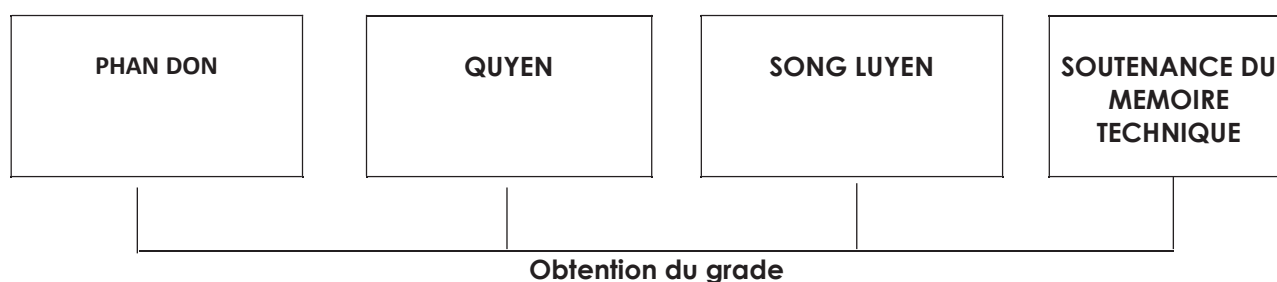 PHAN DON
QUYEN
SONG LUYEN
SOUTENANCE DU
MEMOIRE
TECHNIQUE
Obtention du grade